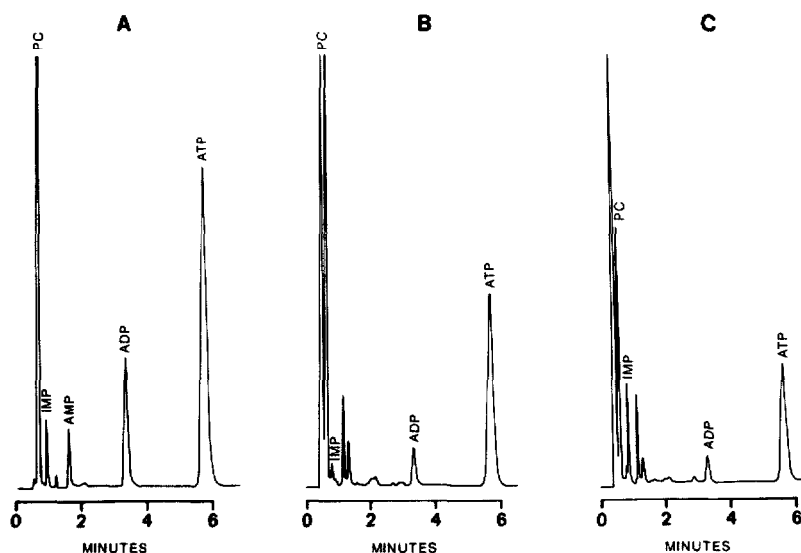 A
PC
IMP
AMP
ADP
ATP
0 2 4 6
MINUTES
B
PC
IMP
ADP
ATP
0 2 4 6
MINUTES
C
PC
IMP
ADP
ATP
0 2 4 6
MINUTES